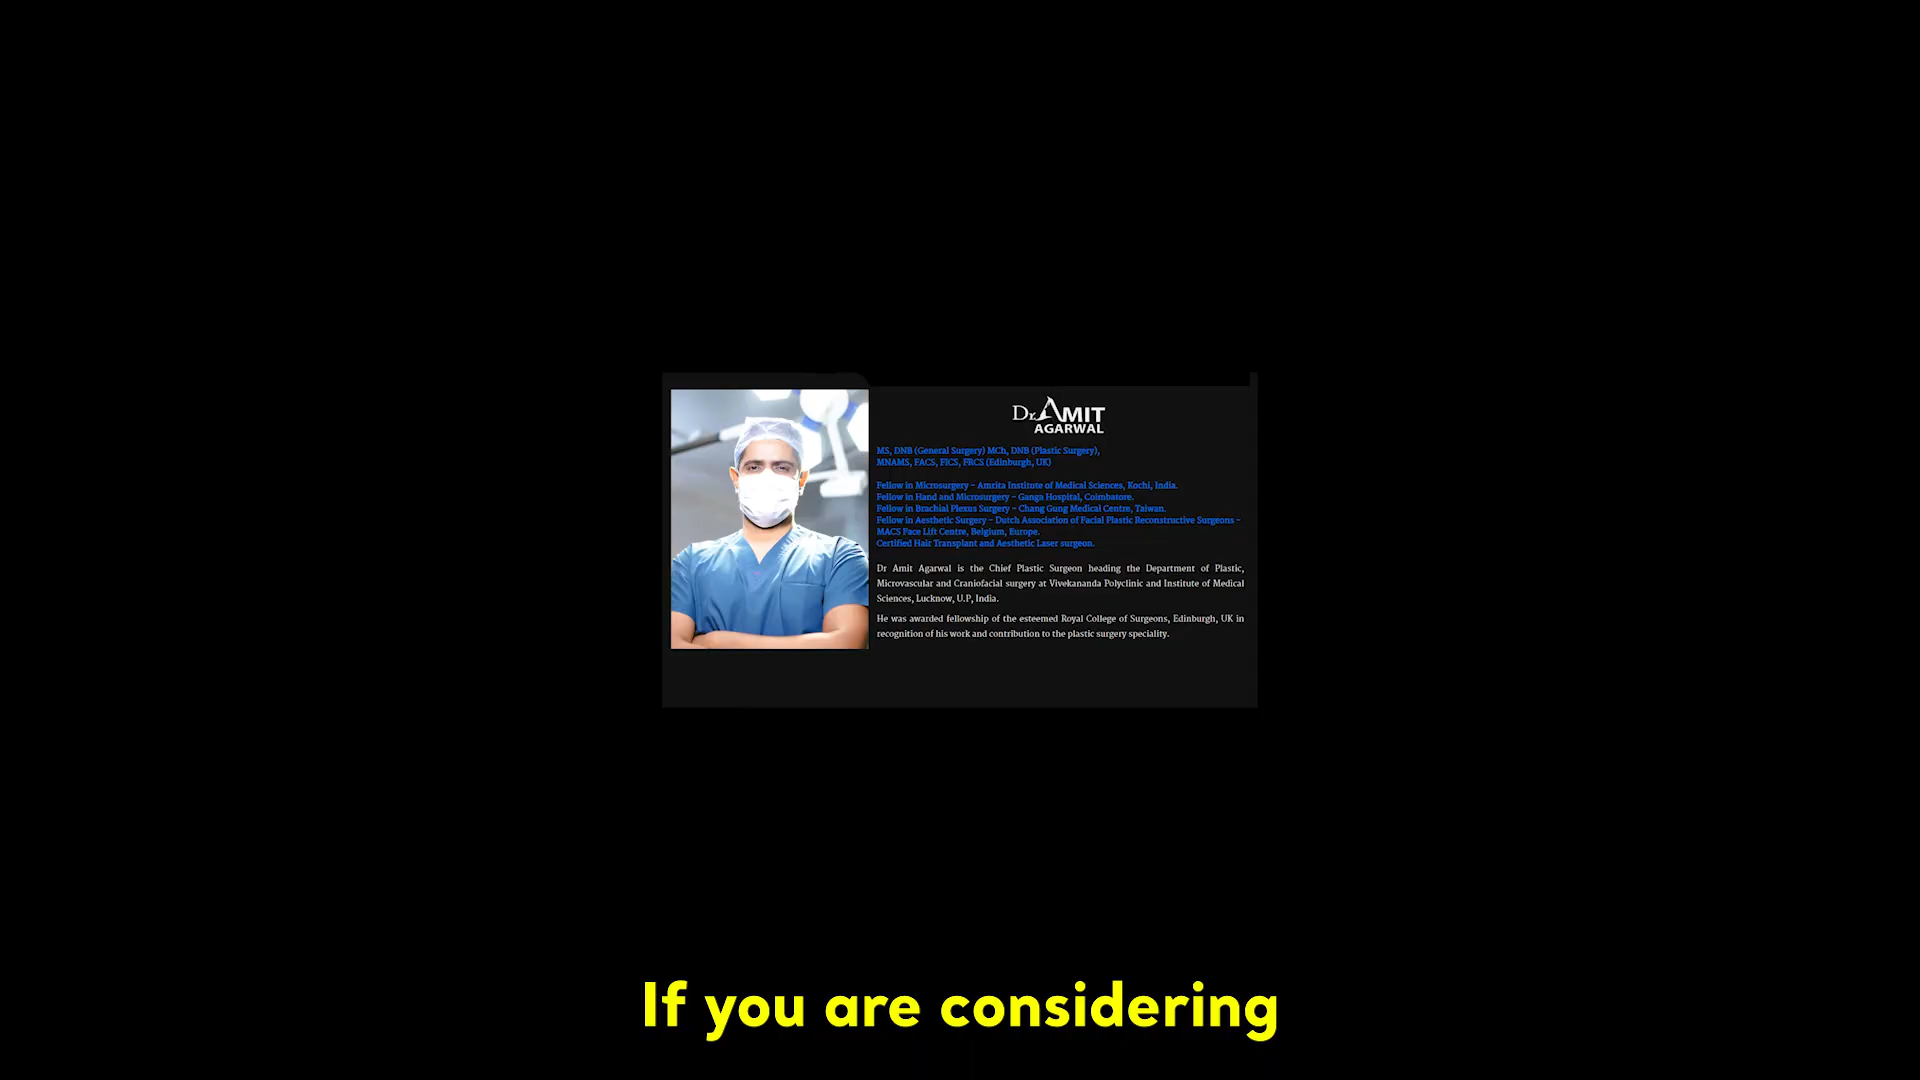 Dr. AMIT
AGARWAL
MS, DNB (General Surgery) MCh, DNB (Plastic Surgery),
MNAMS, FACS, FICS, FRCS (Edinburgh, UK)
Fellow in Microsurgery - Amrita Institute of Medical Sciences, Kochi, India.
Fellow in Hand and Microsurgery - Ganga Hospital, Coimbatore.
Fellow in Brachial Plexus Surgery - Chang Gung Medical Centre, Taiwan.
Fellow in Aesthetic Surgery - Dutch Association of Facial Plastic Reconstructive Surgeons -
MACS Face Lift Centre, Belgium, Europe.
Certified Hair Transplant and Aesthetic Laser surgeon.
Dr Amit Agarwal is the Chief Plastic Surgeon heading the Department of Plastic,
Microvascular and Craniofacial surgery at Vivekananda Polyclinic and Institute of Medical
Sciences, Lucknow, U.P, India.
He was awarded fellowship of the esteemed Royal College of Surgeons, Edinburgh, UK in
recognition of his work and contribution to the plastic surgery speciality.
If you are considering